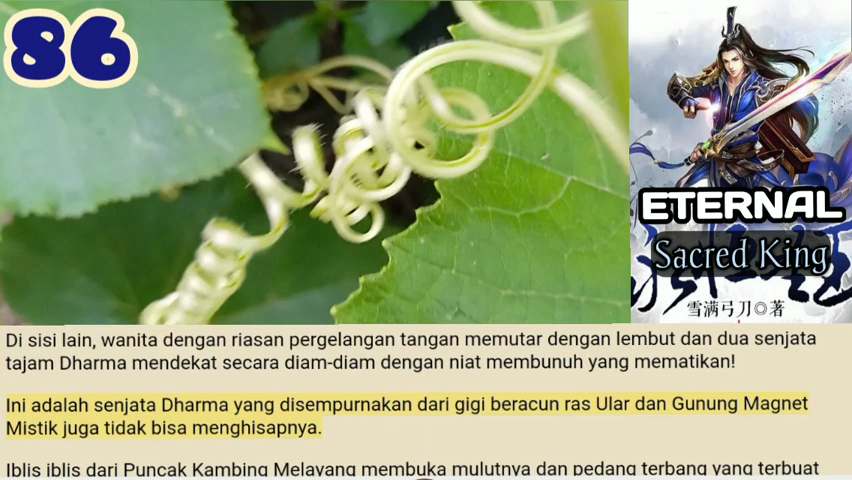 86
ETERNAL
Sacred King
雪满弓刀◎著
Di sisi lain, wanita dengan riasan pergelangan tangan memutar dengan lembut dan dua senjata
tajam Dharma mendekat secara diam-diam dengan niat membunuh yang mematikan!
Ini adalah senjata Dharma yang disempurnakan dari gigi beracun ras Ular dan Gunung Magnet
Mistik juga tidak bisa menghisapnya.
Iblis iblis dari Puncak Kambing Melayang membuka mulutnya dan pedang terbang yang terbuat